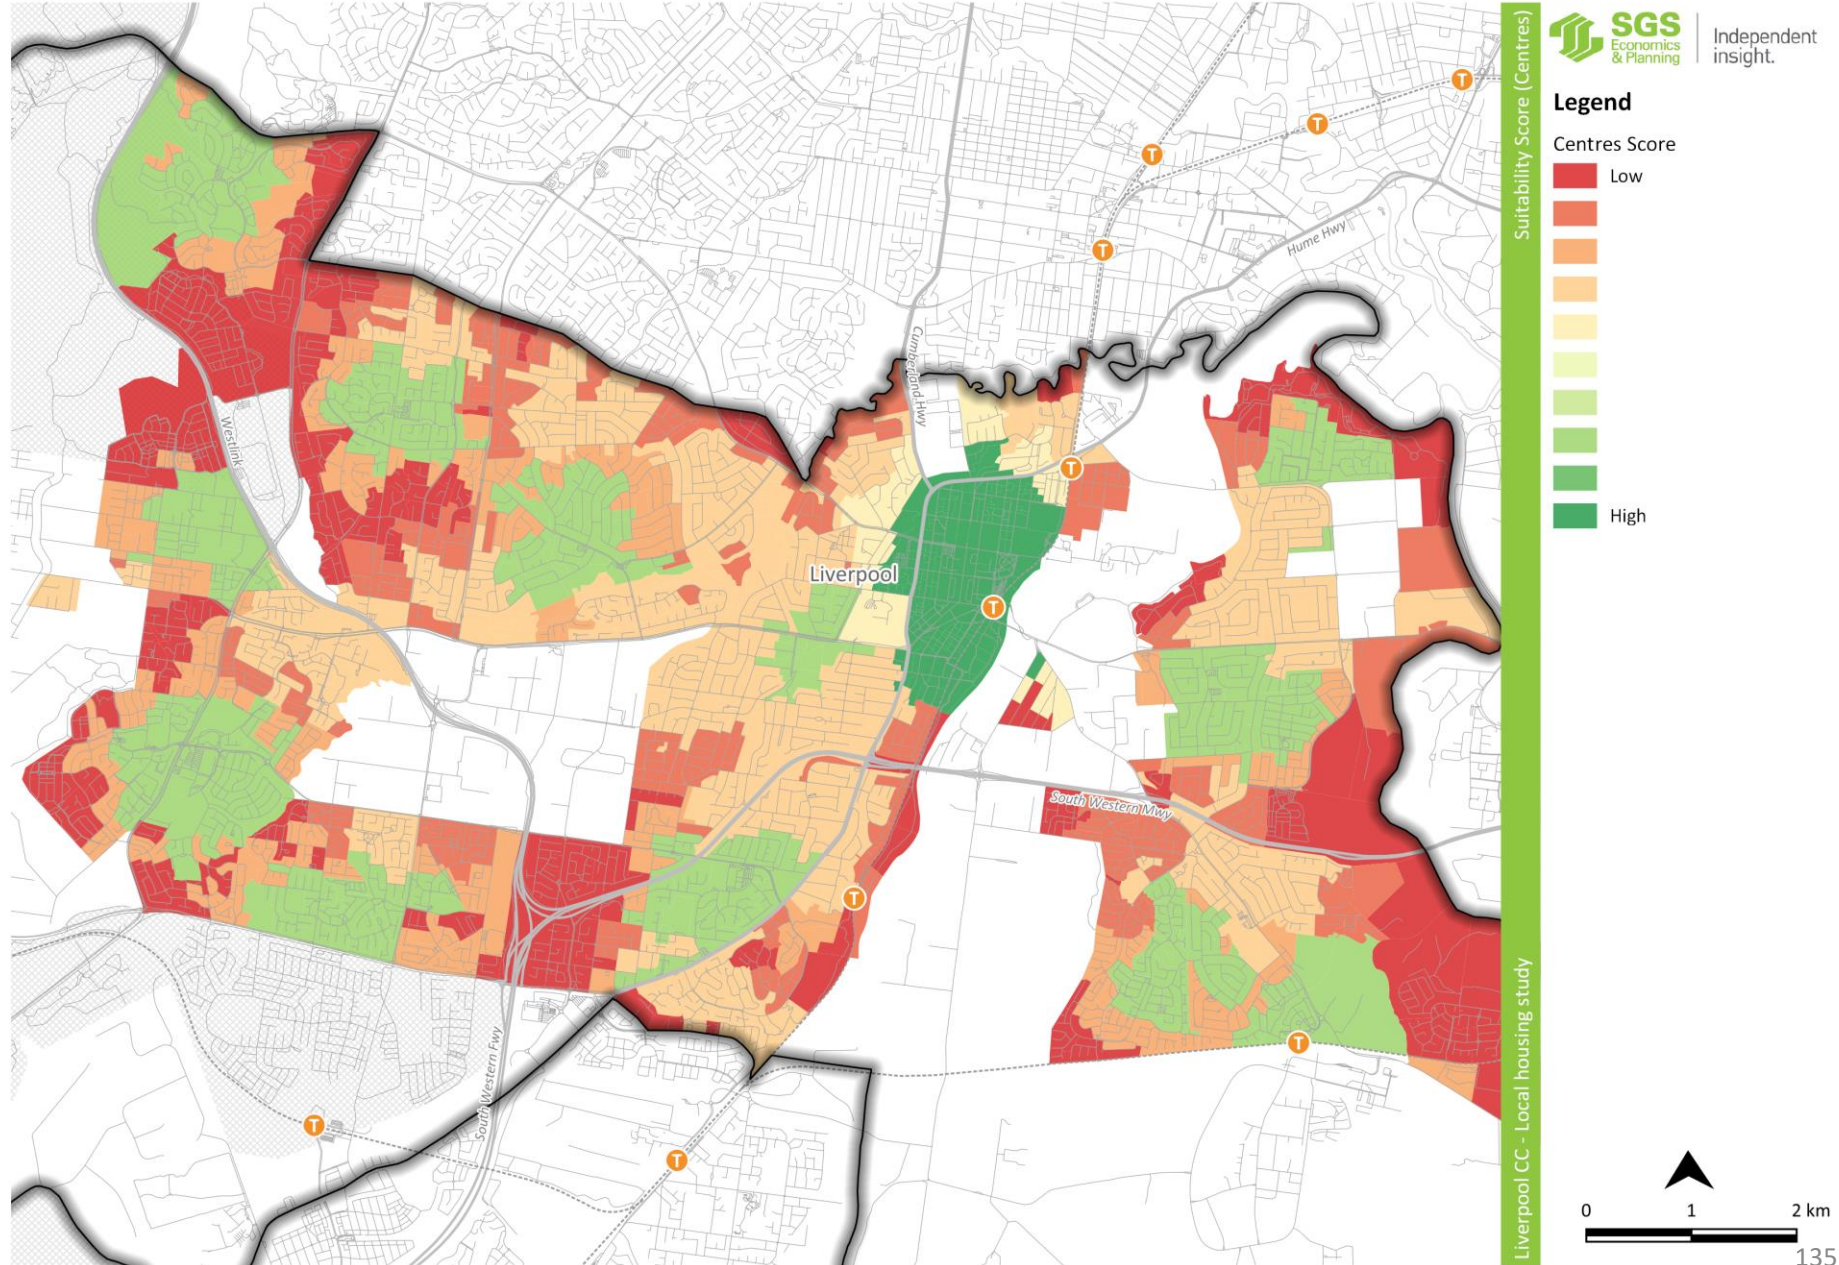 Suitability Score (Centres)
SGS
Economics
& Planning
Independent
insight.
Legend
Centres Score
Low
High
Hume Hwy
Cumberland Hwy
Westlink
Liverpool
South Western Mwy
South Western Fwy
T
T
T
T
T
T
T
T
T
T
Liverpool CC - Local housing study
0 1 2 km
135